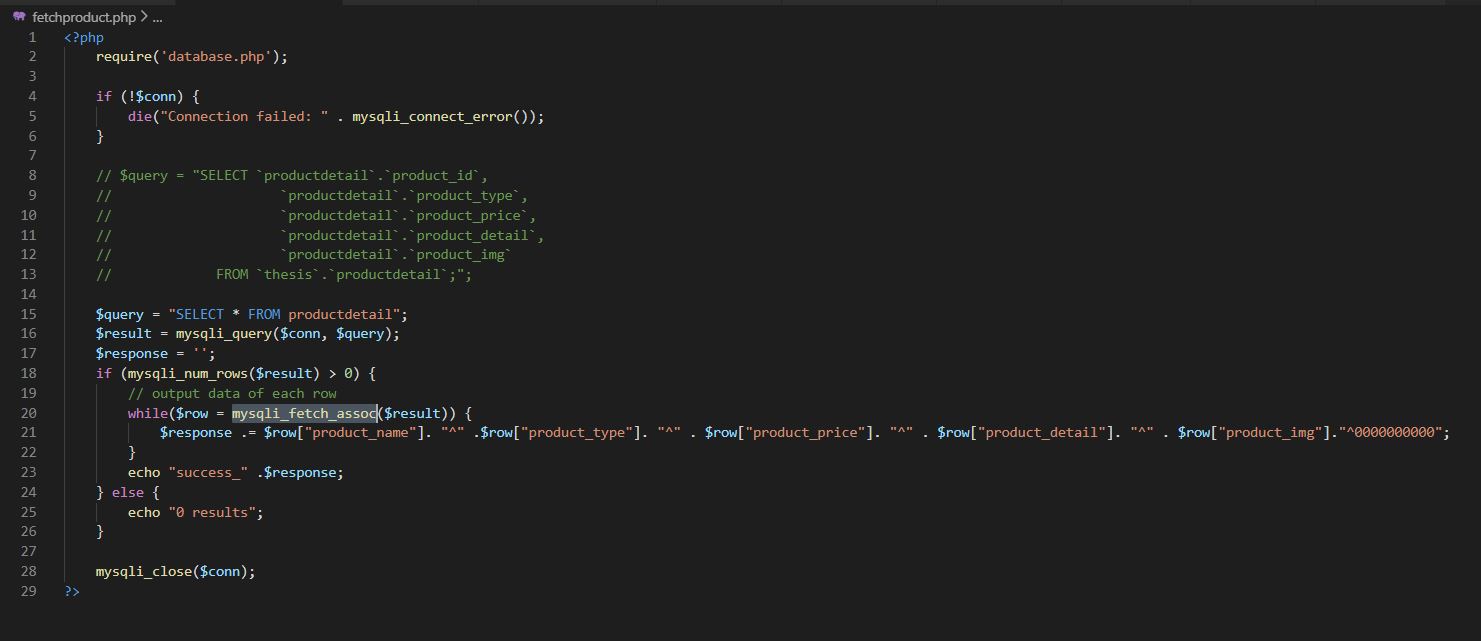 fetchproduct.php > ...
1 <?php
2     require('database.php');
3
4     if (!$conn) {
5         die("Connection failed: " . mysqli_connect_error());
6     }
7
8     // $query = "SELECT `productdetail`.`product_id`,
9     //                     `productdetail`.`product_type`,
10     //                     `productdetail`.`product_price`,
11     //                     `productdetail`.`product_detail`,
12     //                     `productdetail`.`product_img`
13     //             FROM `thesis`.`productdetail`;";
14
15     $query = "SELECT * FROM productdetail";
16     $result = mysqli_query($conn, $query);
17     $response = '';
18     if (mysqli_num_rows($result) > 0) {
19         // output data of each row
20         while($row = mysqli_fetch_assoc($result)) {
21             $response .= $row["product_name"]. "^" .$row["product_type"]. "^" . $row["product_price"]. "^" . $row["product_detail"]. "^" . $row["product_img"]."^0000000000";
22         }
23         echo "success_" .$response;
24     } else {
25         echo "0 results";
26     }
27
28     mysqli_close($conn);
29 ?>